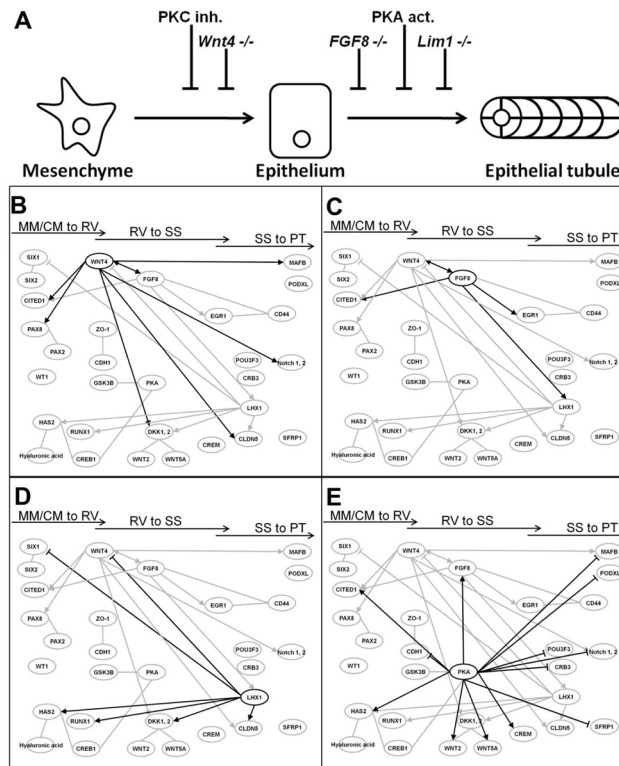 A
PKC inh.
Wnt4 -/-
PKA act.
FGF8 -/-
Lim1 -/-
Mesenchyme
Epithelium
Epithelial tubule
B
MM/CM to RV
RV to SS
SS to PT
SIX1
WNT4
MAFB
SIX2
FGF8
PODXL
CITED1
EGR1
CD44
PAX8
ZO-1
PAX2
CDH1
POU3F3
Notch 1, 2
WT1
CRB3
GSK3B
PKA
LHX1
HAS2
RUNX1
DKK1, 2
CREM
CLDN5
SFRP1
Hyaluronic acid
CREB1
WNT2
WNT5A
C
MM/CM to RV
RV to SS
SS to PT
SIX1
WNT4
MAFB
SIX2
FGF8
PODXL
CITED1
EGR1
CD44
PAX8
ZO-1
PAX2
CDH1
POU3F3
Notch 1, 2
WT1
CRB3
GSK3B
PKA
LHX1
HAS2
RUNX1
DKK1, 2
CREM
CLDN5
SFRP1
Hyaluronic acid
CREB1
WNT2
WNT5A
D
MM/CM to RV
RV to SS
SS to PT
SIX1
WNT4
MAFB
SIX2
FGF8
PODXL
CITED1
EGR1
CD44
PAX8
ZO-1
PAX2
CDH1
POU3F3
Notch 1, 2
WT1
CRB3
GSK3B
PKA
LHX1
HAS2
RUNX1
DKK1, 2
CREM
CLDN5
SFRP1
Hyaluronic acid
CREB1
WNT2
WNT5A
E
MM/CM to RV
RV to SS
SS to PT
SIX1
WNT4
MAFB
SIX2
FGF8
PODXL
CITED1
EGR1
CD44
PAX8
ZO-1
PAX2
CDH1
POU3F3
Notch 1, 2
WT1
CRB3
GSK3B
PKA
LHX1
HAS2
RUNX1
DKK1, 2
CREM
CLDN5
SFRP1
Hyaluronic acid
CREB1
WNT2
WNT5A